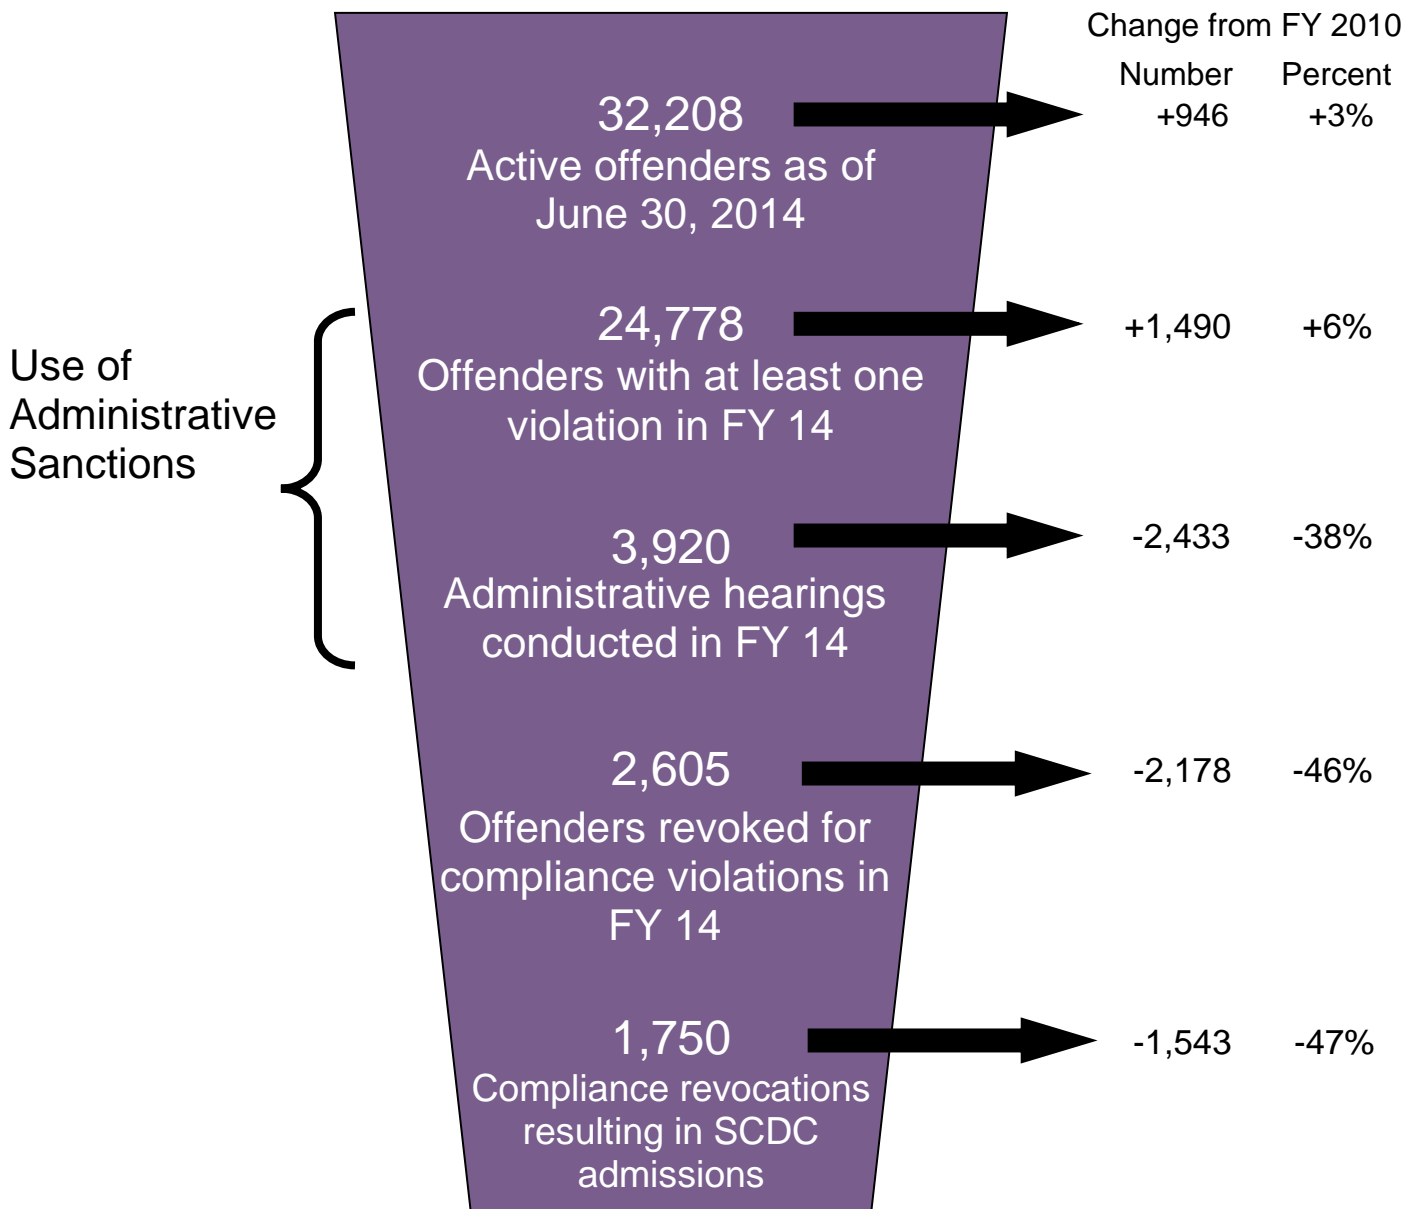 Change from FY 2010
Number Percent
32,208 +946 +3%
Active offenders as of
June 30, 2014
24,778 +1,490 +6%
Offenders with at least one
violation in FY 14
Use of
Administrative
Sanctions
3,920 -2,433 -38%
Administrative hearings
conducted in FY 14
2,605 -2,178 -46%
Offenders revoked for
compliance violations in
FY 14
1,750 -1,543 -47%
Compliance revocations
resulting in SCDC
admissions